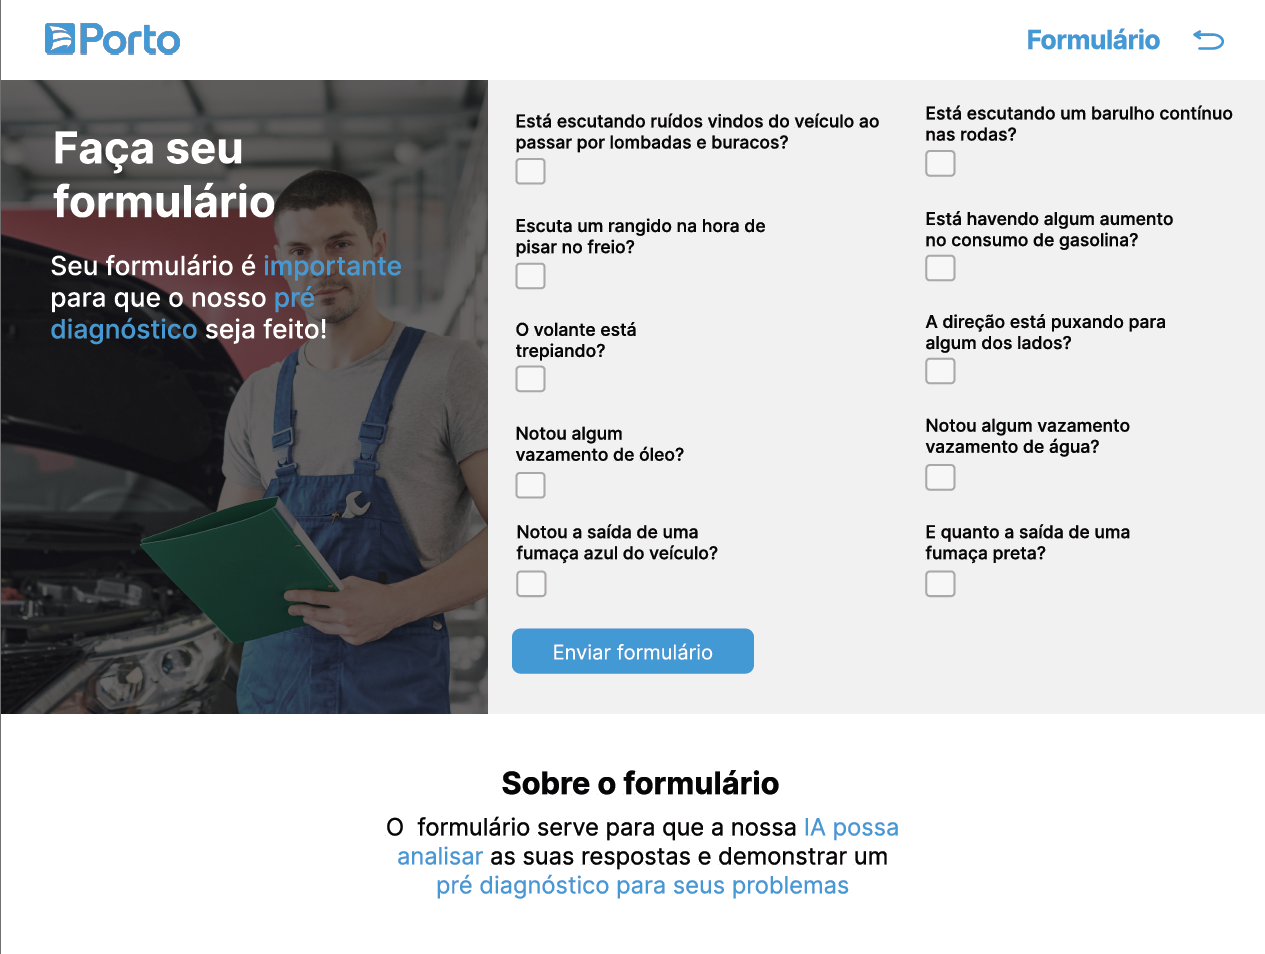 Porto
Formulário
Faça seu
formulário
Seu formulário é importante
para que o nosso pré
diagnóstico seja feito!
Está escutando ruídos vindos do veículo ao
passar por lombadas e buracos?
Escuta um rangido na hora de
pisar no freio?
O volante está
trepiando?
Notou algum
vazamento de óleo?
Notou a saída de uma
fumaça azul do veículo?
Está escutando um barulho contínuo
nas rodas?
Está havendo algum aumento
no consumo de gasolina?
A direção está puxando para
algum dos lados?
Notou algum vazamento
vazamento de água?
E quanto a saída de uma
fumaça preta?
Enviar formulário
Sobre o formulário
O  formulário serve para que a nossa IA possa
analisar as suas respostas e demonstrar um
pré diagnóstico para seus problemas